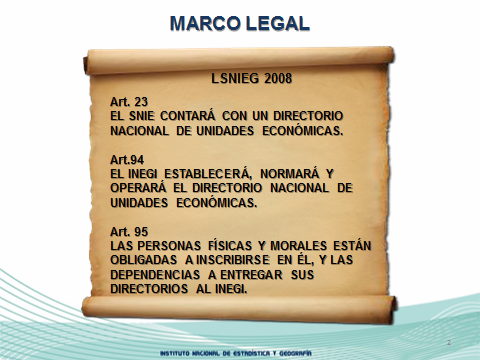 MARCO LEGAL
LSNIEG 2008
Art. 23
EL SNIE CONTARÁ CON UN DIRECTORIO
NACIONAL DE UNIDADES ECONÓMICAS.
Art.94
EL INEGI ESTABLECERÁ, NORMARÁ Y
OPERARÁ EL DIRECTORIO NACIONAL DE
UNIDADES ECONÓMICAS.
Art. 95
LAS PERSONAS FÍSICAS Y MORALES ESTÁN
OBLIGADAS A INSCRIBIRSE EN ÉL, Y LAS
DEPENDENCIAS A ENTREGAR SUS
DIRECTORIOS AL INEGI.
2
INSTITUTO NACIONAL DE ESTADÍSTICA Y GEOGRAFÍA